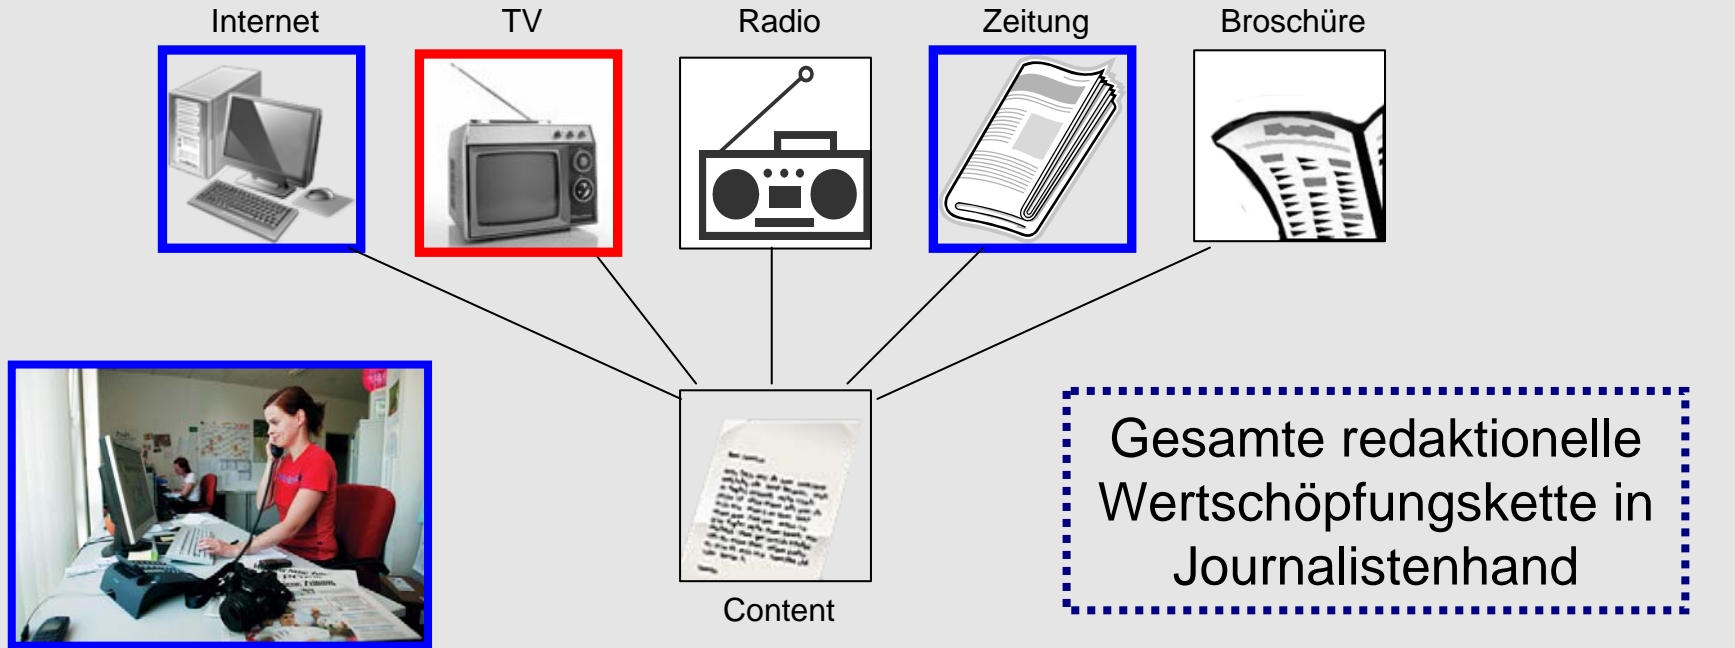 Internet
TV
Radio
Zeitung
Broschüre
Content
Gesamte redaktionelle
Wertschöpfungskette in
Journalistenhand